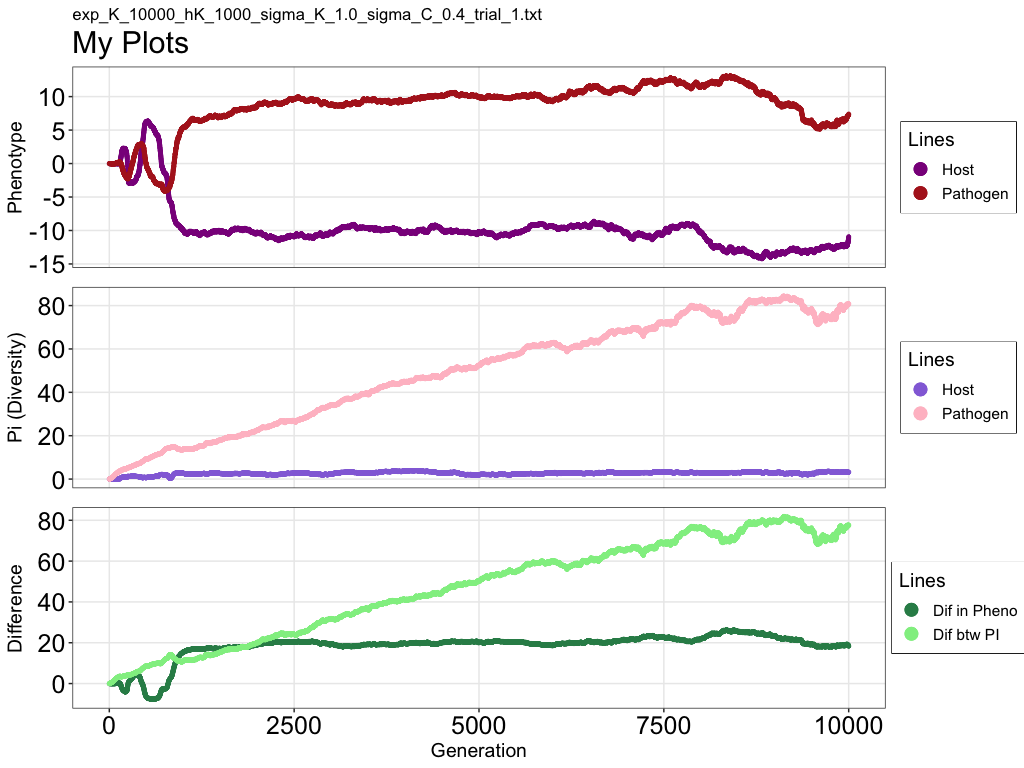 exp_K_10000_hK_1000_sigma_K_1.0_sigma_C_0.4_trial_1.txt
My Plots
Phenotype
10
5
0
-5
-10
-15
Lines
Host
Pathogen
Pi (Diversity)
80
60
40
20
0
Lines
Host
Pathogen
Difference
80
60
40
20
0
Lines
Dif in Pheno
Dif btw PI
0 2500 5000 7500 10000
Generation